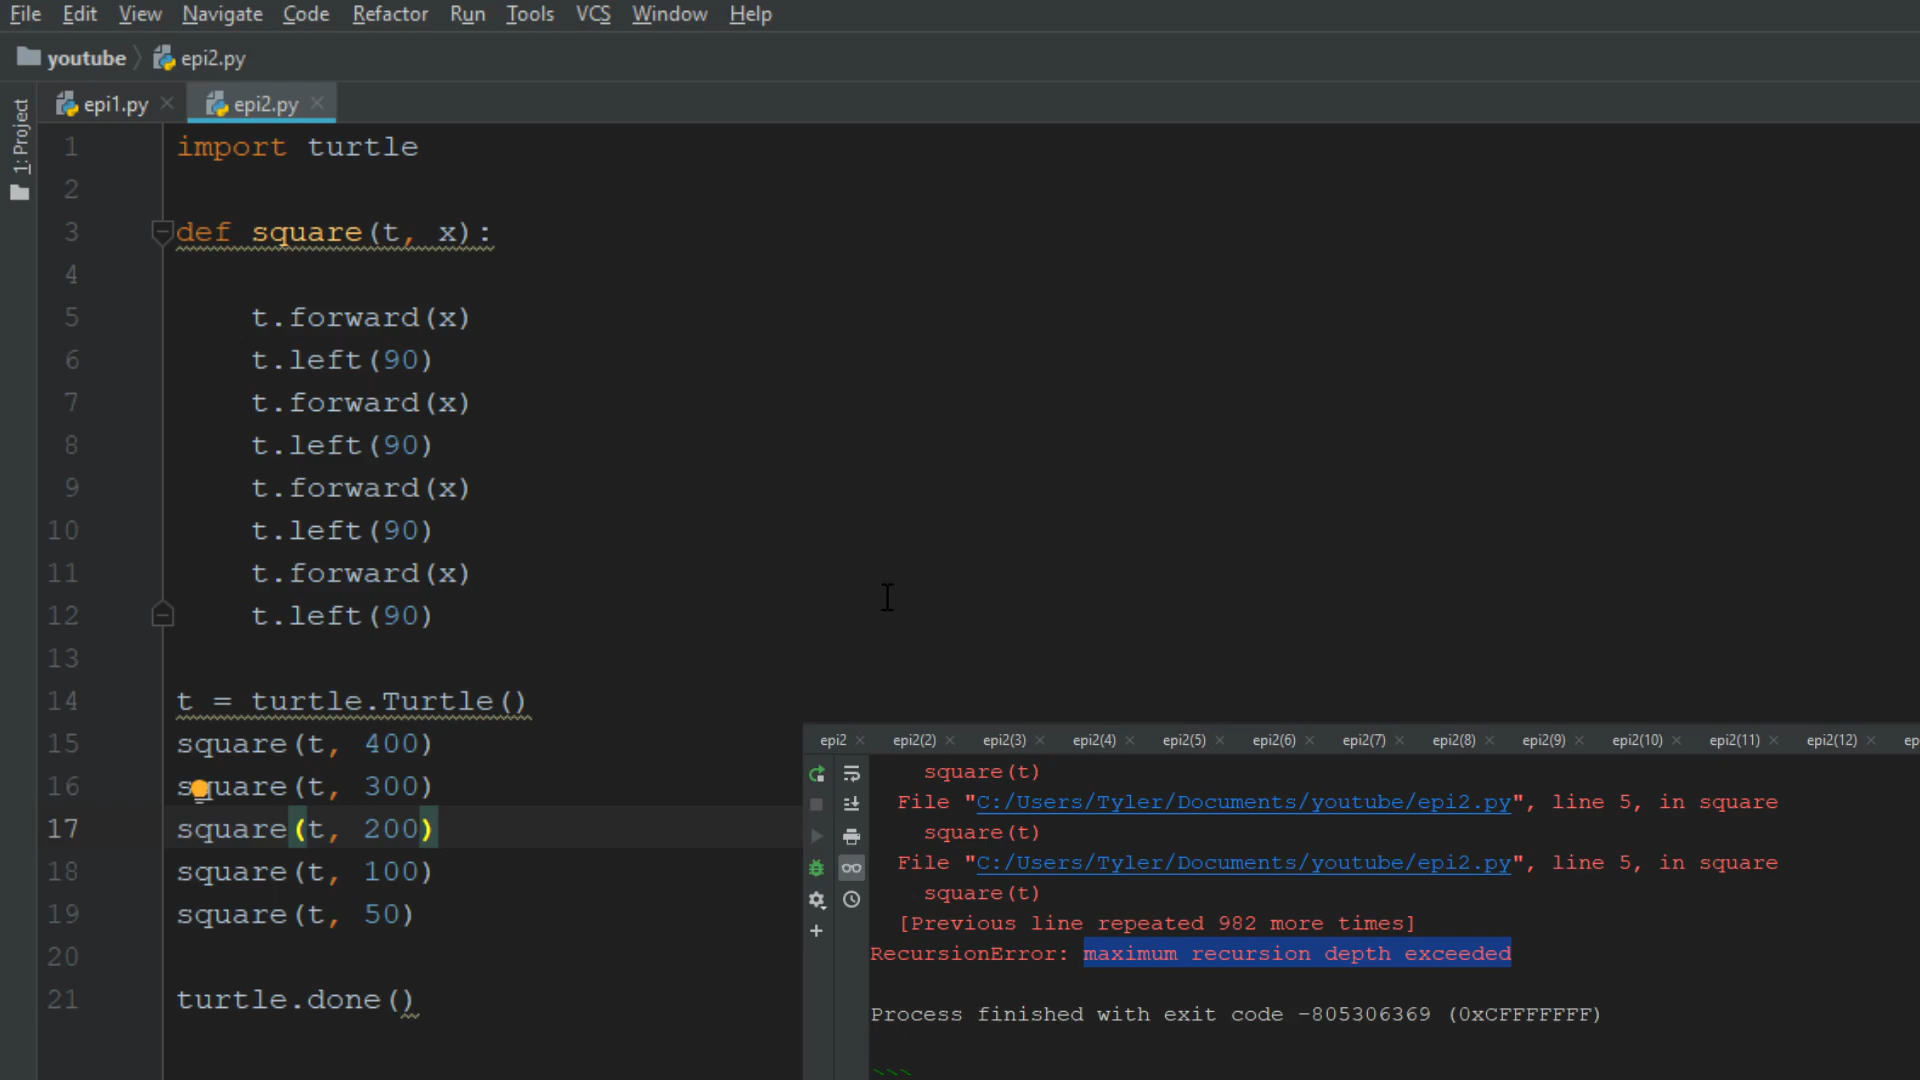 File Edit View Navigate Code Refactor Run Tools VCS Window Help
youtube epi2.py
epi1.py epi2.py
1: Project
1 import turtle
2
3 def square(t, x):
4
5 t.forward(x)
6 t.left(90)
7 t.forward(x)
8 t.left(90)
9 t.forward(x)
10 t.left(90)
11 t.forward(x)
12 t.left(90)
13
14 t = turtle.Turtle()
15 square(t, 400)
16 square(t, 300)
17 square(t, 200)
18 square(t, 100)
19 square(t, 50)
20
21 turtle.done()
epi2 epi2(2) epi2(3) epi2(4) epi2(5) epi2(6) epi2(7) epi2(8) epi2(9) epi2(10) epi2(11) epi2(12) ep
square(t)
File "C:/Users/Tyler/Documents/youtube/epi2.py", line 5, in square
square(t)
File "C:/Users/Tyler/Documents/youtube/epi2.py", line 5, in square
square(t)
[Previous line repeated 982 more times]
RecursionError: maximum recursion depth exceeded
Process finished with exit code -805306369 (0xCFFFFFFF)